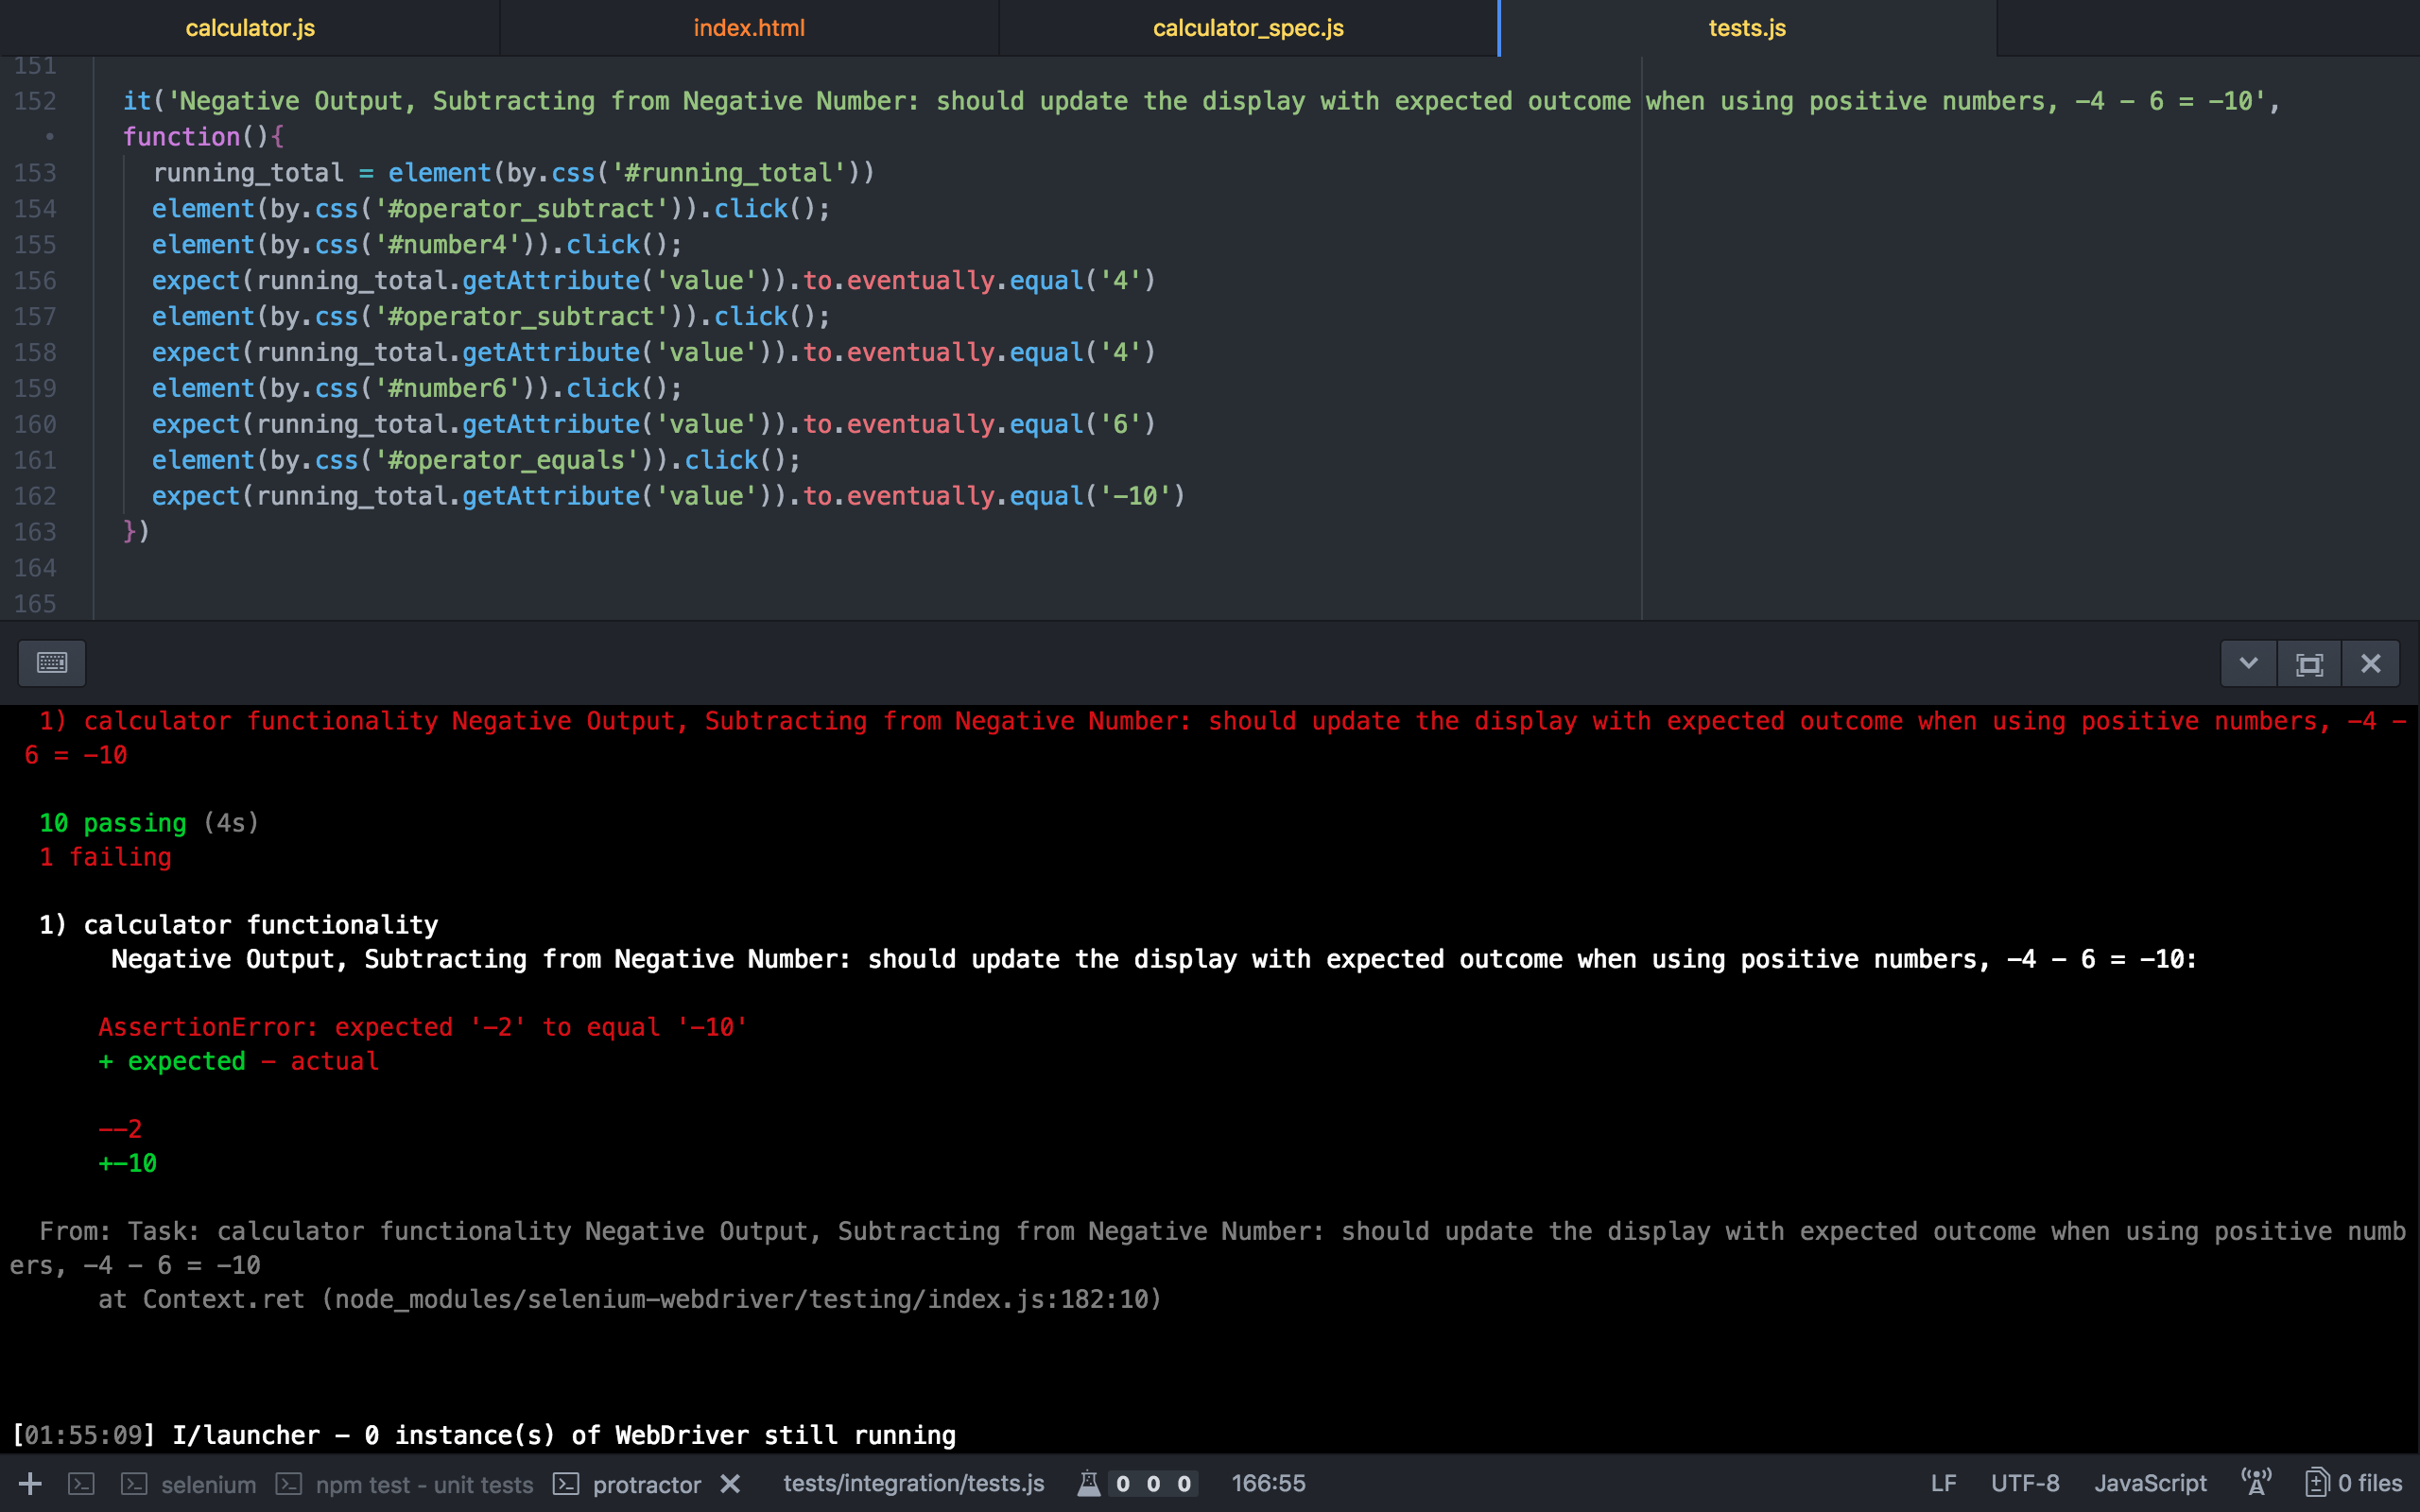 calculator.js index.html calculator_spec.js tests.js
151
152 it('Negative Output, Subtracting from Negative Number: should update the display with expected outcome when using positive numbers, -4 - 6 = -10',
• function(){
153 running_total = element(by.css('#running_total'))
154 element(by.css('#operator_subtract')).click();
155 element(by.css('#number4')).click();
156 expect(running_total.getAttribute('value')).to.eventually.equal('4')
157 element(by.css('#operator_subtract')).click();
158 expect(running_total.getAttribute('value')).to.eventually.equal('4')
159 element(by.css('#number6')).click();
160 expect(running_total.getAttribute('value')).to.eventually.equal('6')
161 element(by.css('#operator_equals')).click();
162 expect(running_total.getAttribute('value')).to.eventually.equal('-10')
163 })
164
165
1) calculator functionality Negative Output, Subtracting from Negative Number: should update the display with expected outcome when using positive numbers, -4 -
6 = -10
10 passing (4s)
1 failing
1) calculator functionality
Negative Output, Subtracting from Negative Number: should update the display with expected outcome when using positive numbers, -4 - 6 = -10:
AssertionError: expected '-2' to equal '-10'
+ expected - actual
--2
+-10
From: Task: calculator functionality Negative Output, Subtracting from Negative Number: should update the display with expected outcome when using positive numb
ers, -4 - 6 = -10
at Context.ret (node_modules/selenium-webdriver/testing/index.js:182:10)
[01:55:09] I/launcher - 0 instance(s) of WebDriver still running
selenium npm test - unit tests protractor tests/integration/tests.js 0 0 0 166:55 LF UTF-8 JavaScript 0 files